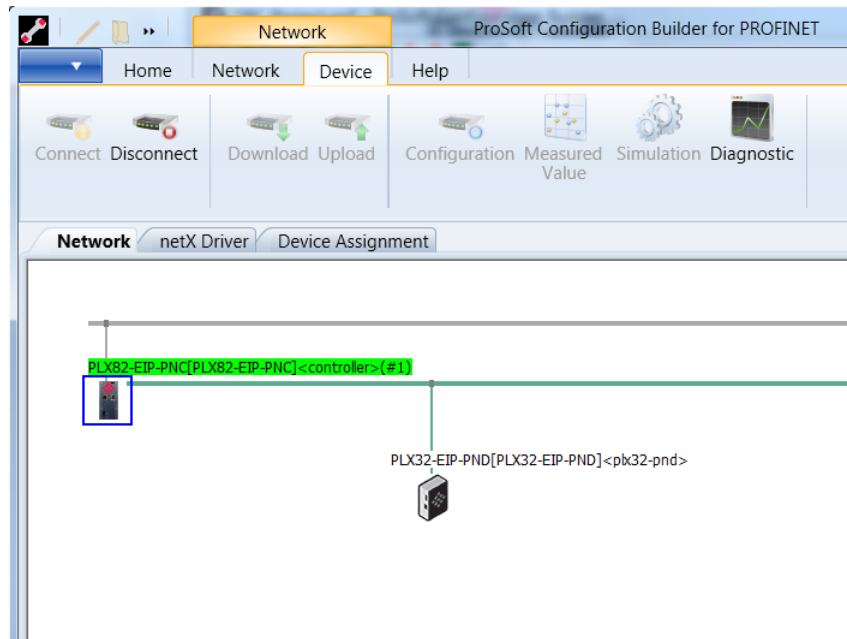 Network ProSoft Configuration Builder for PROFINET
Home Network Device Help
Connect Disconnect Download Upload Configuration Measured Value Simulation Diagnostic
Network netX Driver Device Assignment
PLX82-EIP-PNC[PLX82-EIP-PNC]<controller>(#1)
PLX32-EIP-PND[PLX32-EIP-PND]<plx32-pnd>